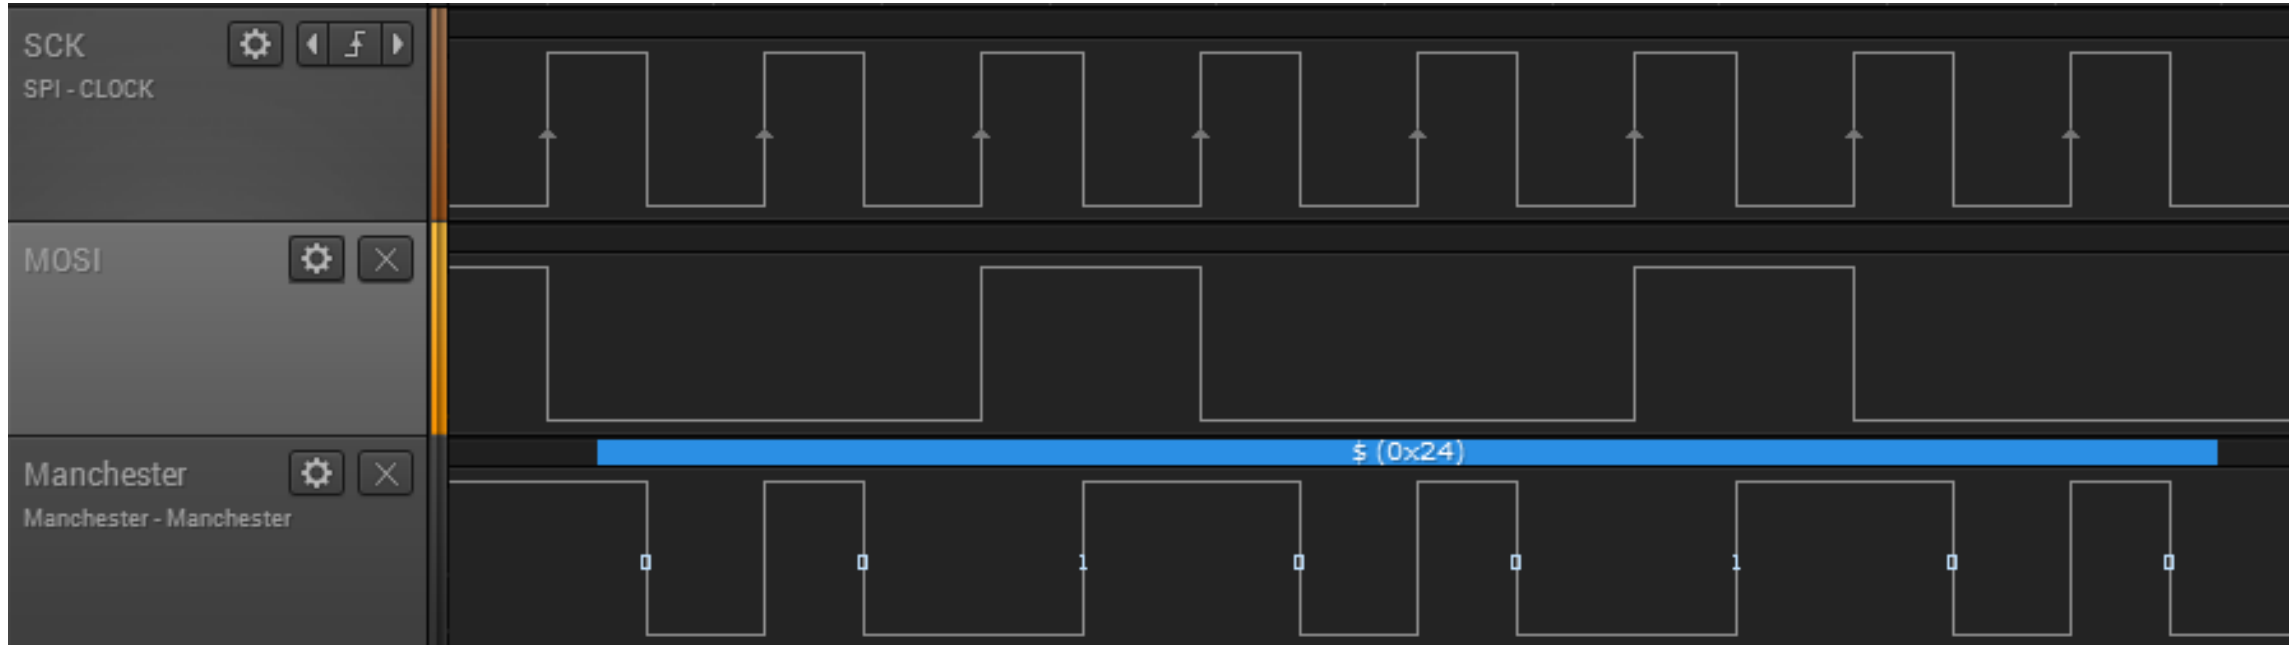 SCK
SPI - CLOCK
MOSI
$ (0x24)
Manchester
Manchester - Manchester
0 0 1 0 0 1 0 0